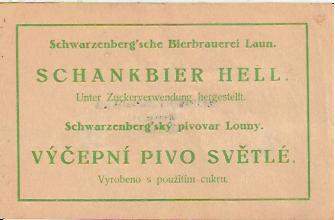 Schwarzenberg'sche Bierbrauerei Laun.
SCHANKBIER HELL.
Unter Zuckerverwendung hergestellt.
Schwarzenberg'ský pivovar Louny.
VÝČEPNÍ PIVO SVĚTLÉ.
Vyrobeno s použitím cukru.